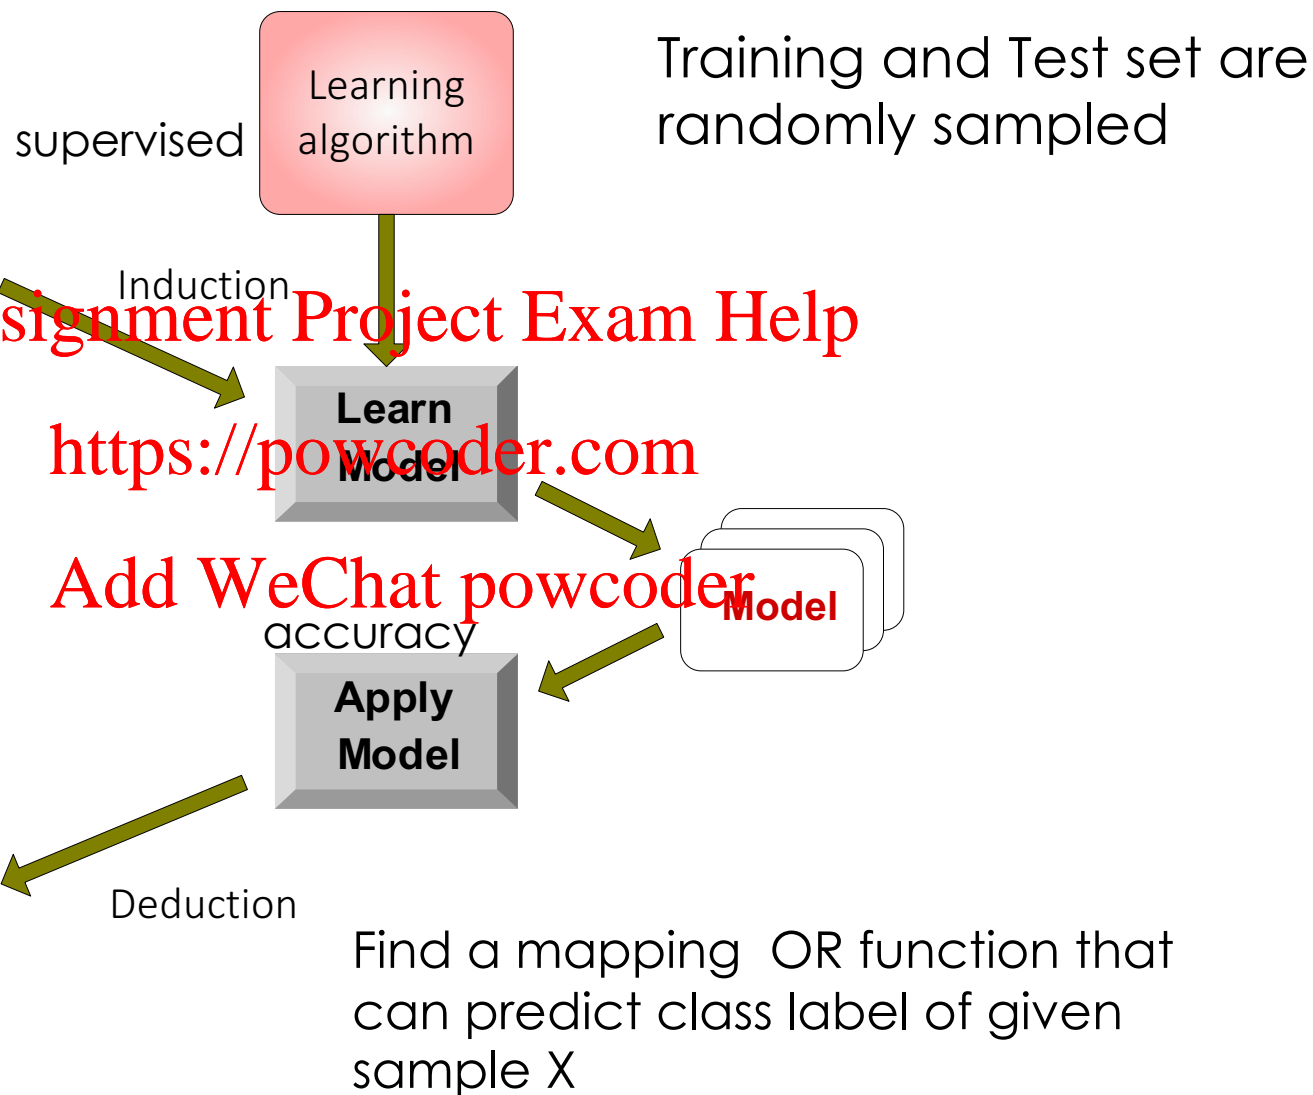 Training and Test set are
randomly sampled
supervised
Learning
algorithm
Induction
signment Project Exam Help
Learn
Model
https://powcoder.com
Add WeChat powcoder
Model
accuracy
Apply
Model
Deduction
Find a mapping OR function that
can predict class label of given
sample X